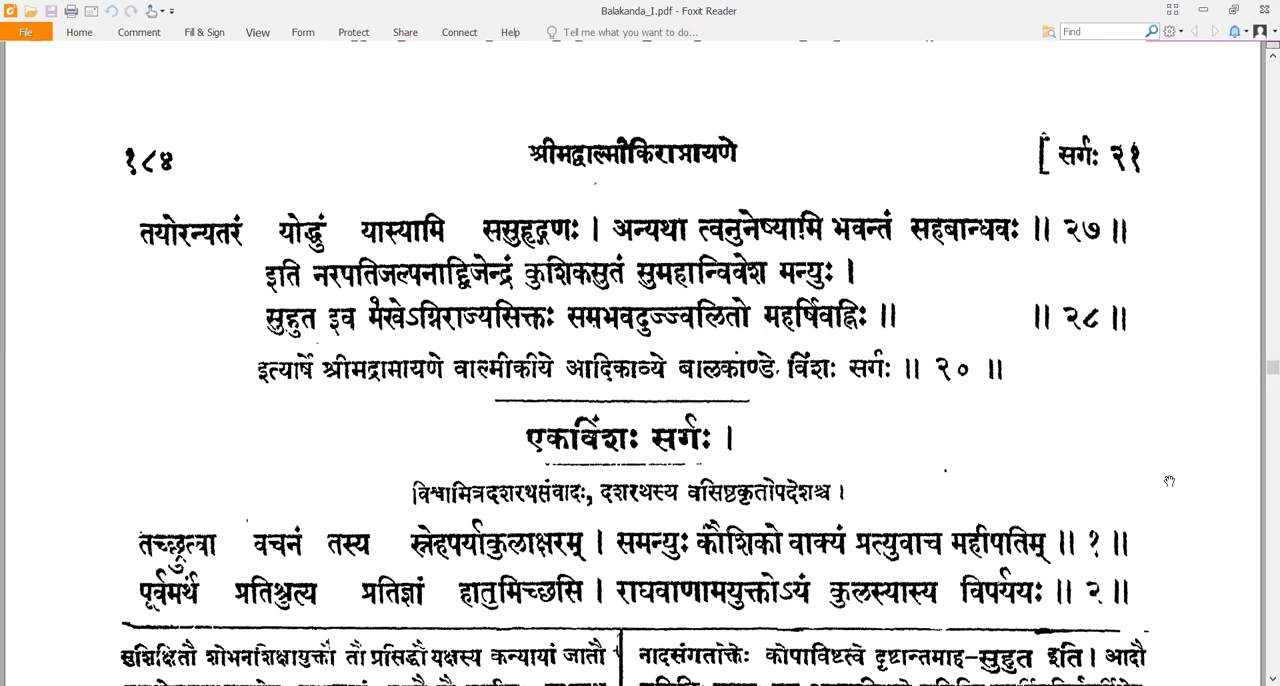 Balakanda_I.pdf - Foxit Reader
File Home Comment Fill & Sign View Form Protect Share Connect Help Tell me what you want to do... Find
१८४ श्रीमद्वाल्मीकिरामायणे [ सर्गः २१
तयोरन्यतरं योद्धुं यास्यामि ससुहृद्गणः । अन्यथा त्वनुनेष्यामि भवन्तं सहबान्धवः ॥ २७ ॥
इति नरपतिजल्पनाद्द्विजेन्द्रं कुशिकसुतं सुमहान्विवेश मन्युः ।
सुहुत इव मखेऽग्निराज्यसिक्तः समभवदुज्ज्वलितो महर्षिवह्निः ॥ ॥ २८ ॥
इत्यार्षे श्रीमद्रामायणे वाल्मीकीये आदिकाव्ये बालकाण्डे विंशः सर्गः ॥ २० ॥
एकविंशः सर्गः ।
विश्वामित्रदशरथसंवादः, दशरथस्य वसिष्ठकृतोपदेशश्च ।
तच्छ्रुत्वा वचनं तस्य स्नेहपर्याकुलाक्षरम् । समन्युः कौशिको वाक्यं प्रत्युवाच महीपतिम् ॥ १ ॥
पूर्वमर्थं प्रतिश्रुत्य प्रतिज्ञां हातुमिच्छसि । राघवाणामयुक्तोऽयं कुलस्यास्य विपर्ययः ॥ २ ॥
सुशिक्षितौ शोभनशिक्षायुक्तौ तौ प्रसिद्धौ यक्षस्य कन्यायां जातौ
नादसंगतोक्तेः कोपाविष्टत्वे दृष्टान्तमाह-सुहुत इति । आदौ